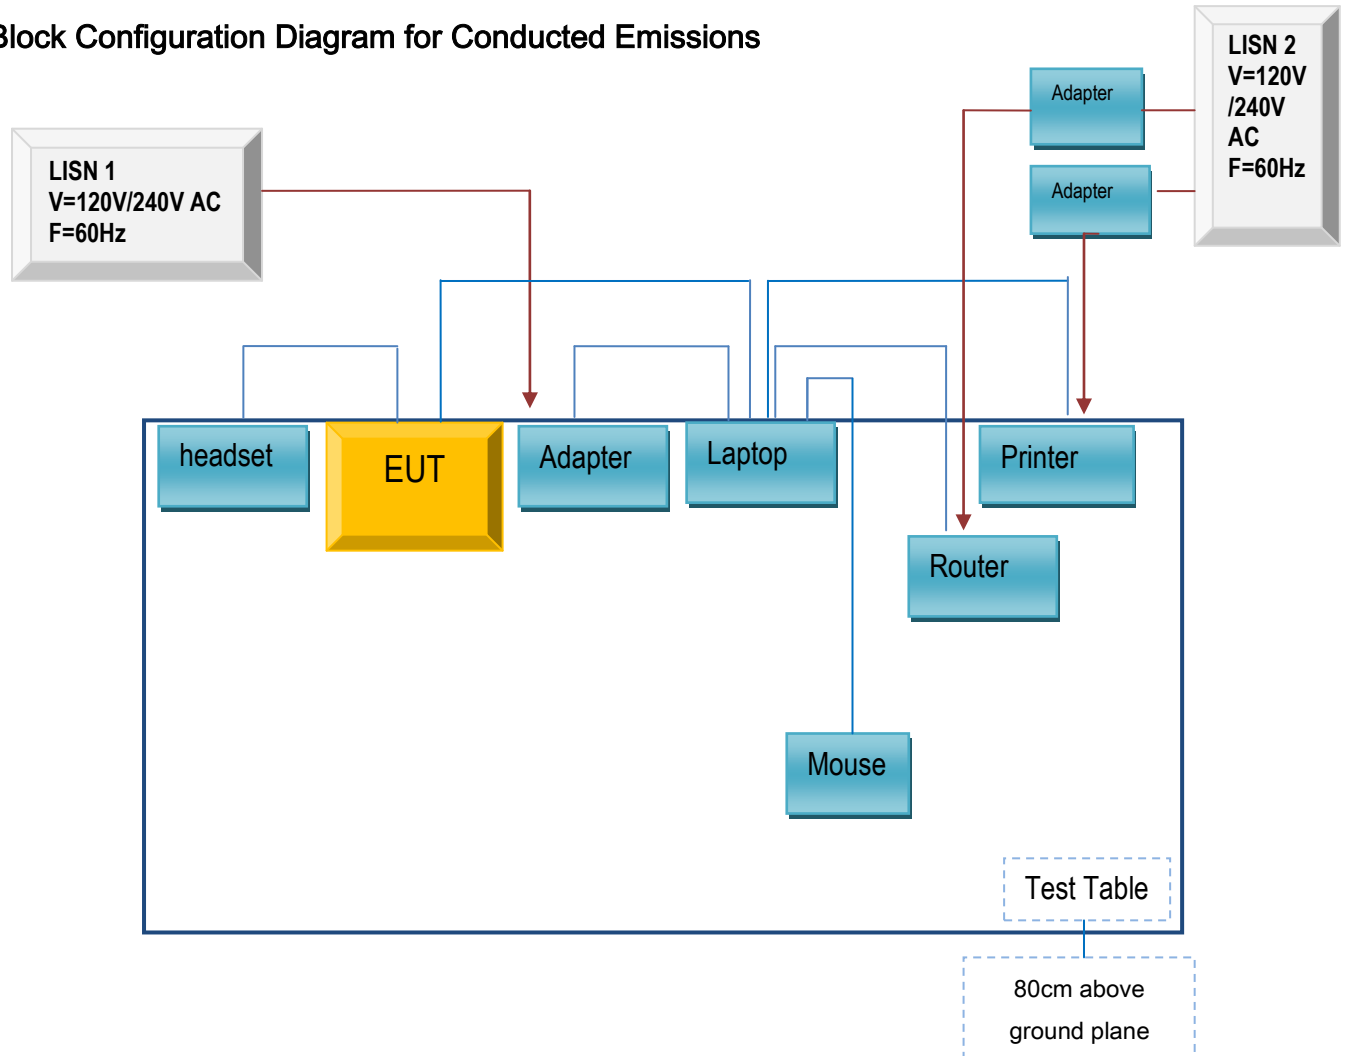 Block Configuration Diagram for Conducted Emissions
LISN 2
V=120V
/240V
AC
F=60Hz
Adapter
Adapter
LISN 1
V=120V/240V AC
F=60Hz
headset
EUT
Adapter
Laptop
Printer
Router
Mouse
Test Table
80cm above
ground plane